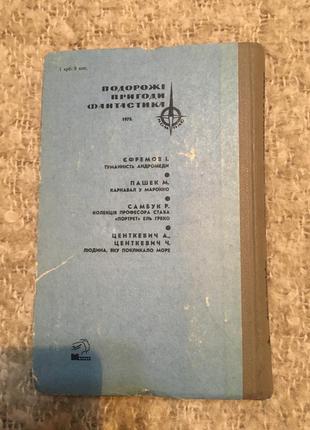 1 крб. 5 коп.
ПОДОРОЖІ
ПРИГОДИ
ФАНТАСТИКА
1975
ЄФРЕМОВ І.
ТУМАННІСТЬ АНДРОМЕДИ
ПАШЕК М.
КАРНАВАЛ У МАРОККО
САМБУК Р.
КОЛЕКЦІЯ ПРОФЕСОРА СТАХА
«ПОРТРЕТ» ЕЛЬ ГРЕКО
ЦЕНТКЕВИЧ А.,
ЦЕНТКЕВИЧ Ч.
ЛЮДИНА, ЯКУ ПОКЛИКАЛО МОРЕ